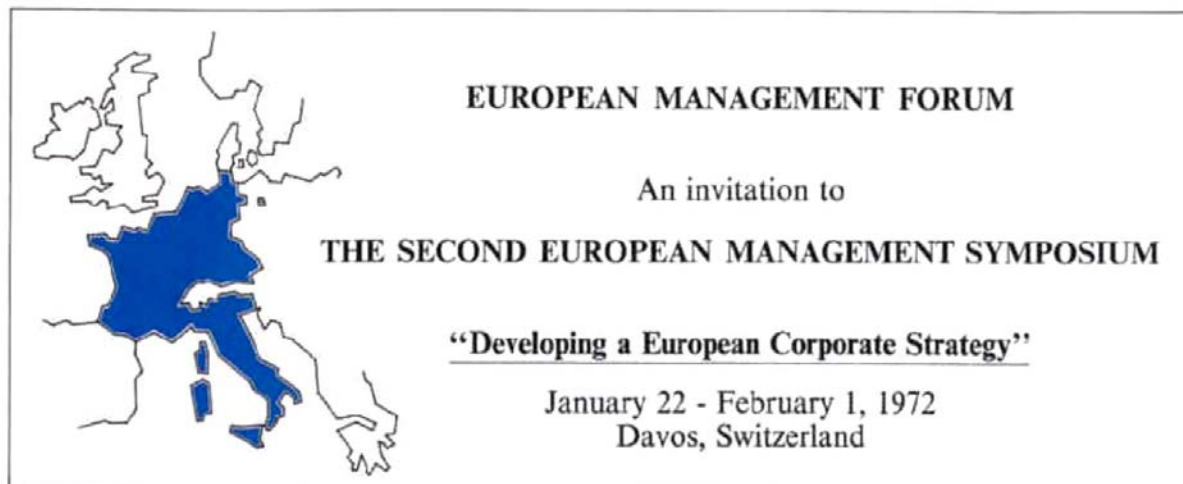 EUROPEAN MANAGEMENT FORUM
An invitation to
THE SECOND EUROPEAN MANAGEMENT SYMPOSIUM
“Developing a European Corporate Strategy”
January 22 - February 1, 1972
Davos, Switzerland